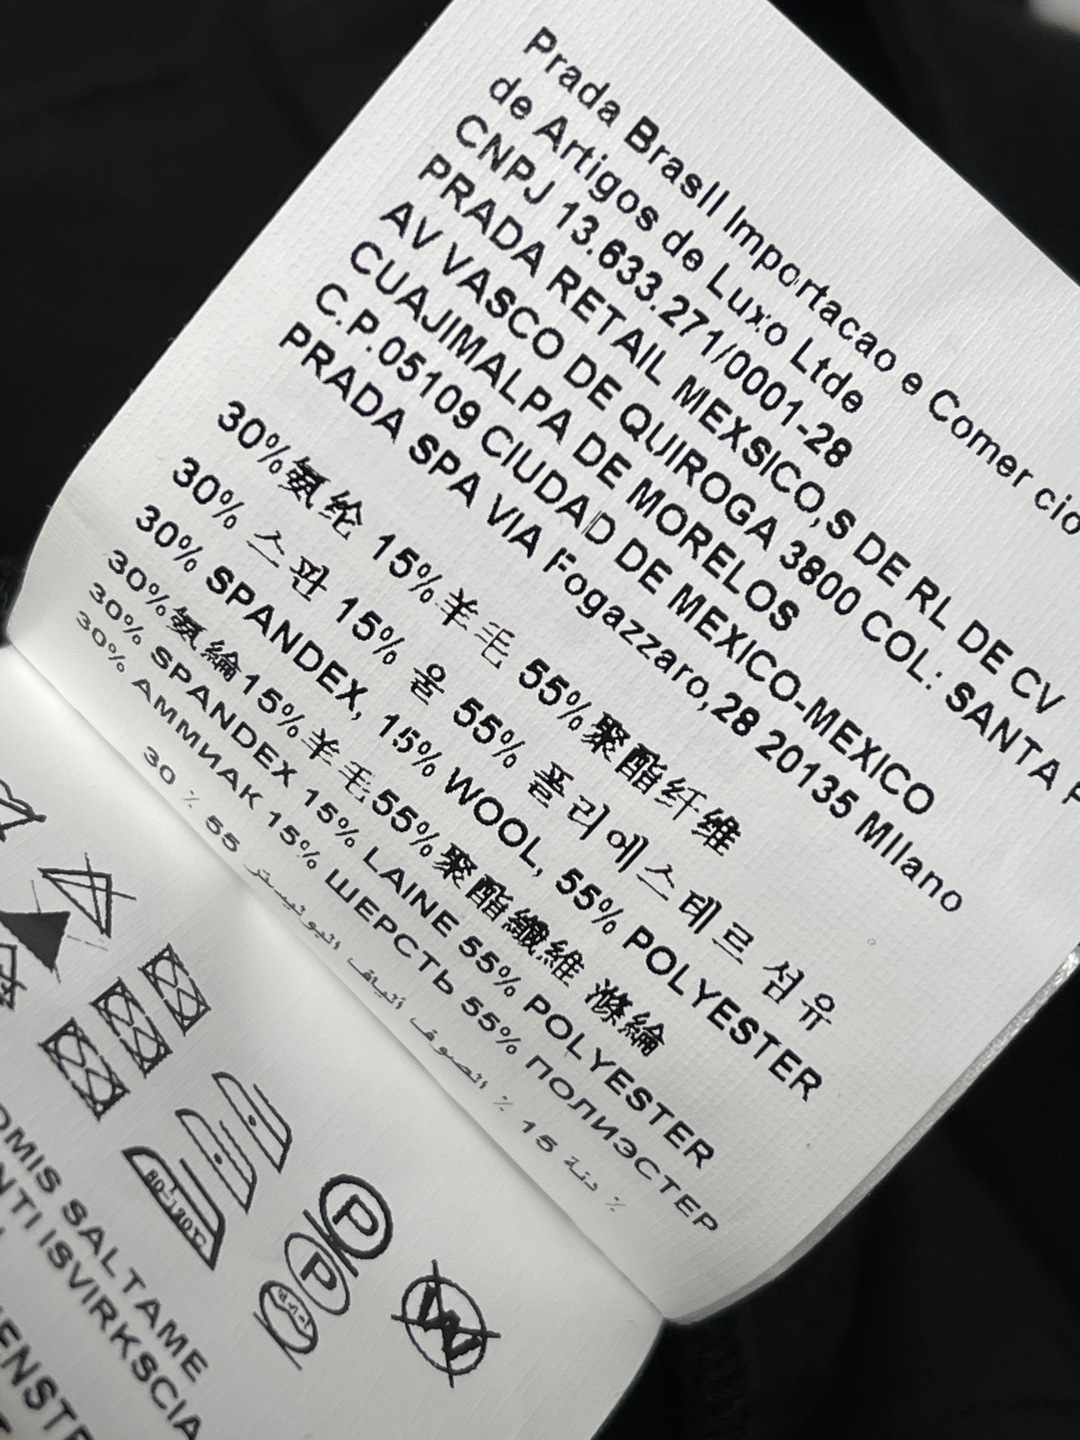 Prada Brasil Importacao e Comer cio
de Artigos de Luxo Ltde
CNPJ 13.633.271/0001-28
PRADA RETAIL MEXSICO,S DE RL DE CV
AV VASCO DE QUIROGA 3800 COL: SANTA F
CUAJIMALPA DE MORELOS
C.P.05109 CIUDAD DE MEXICO-MEXICO
PRADA SPA VIA Fogazzaro,28 20135 Milano
30%氨纶 15%羊毛 55%聚酯纤维
30% 스판 15% 울 55% 폴리에스테르 섬유
30% SPANDEX, 15% WOOL, 55% POLYESTER
30%氨綸15%羊毛55%聚酯纖維 滌綸
30% SPANDEX 15% LAINE 55% POLYESTER
30% АММИАК 15% ШЕРСТЬ 55% ПОЛИЭСТЕР
P
P
W
OMIS SALTAME
NTI ISVIRKSCIA
ENST